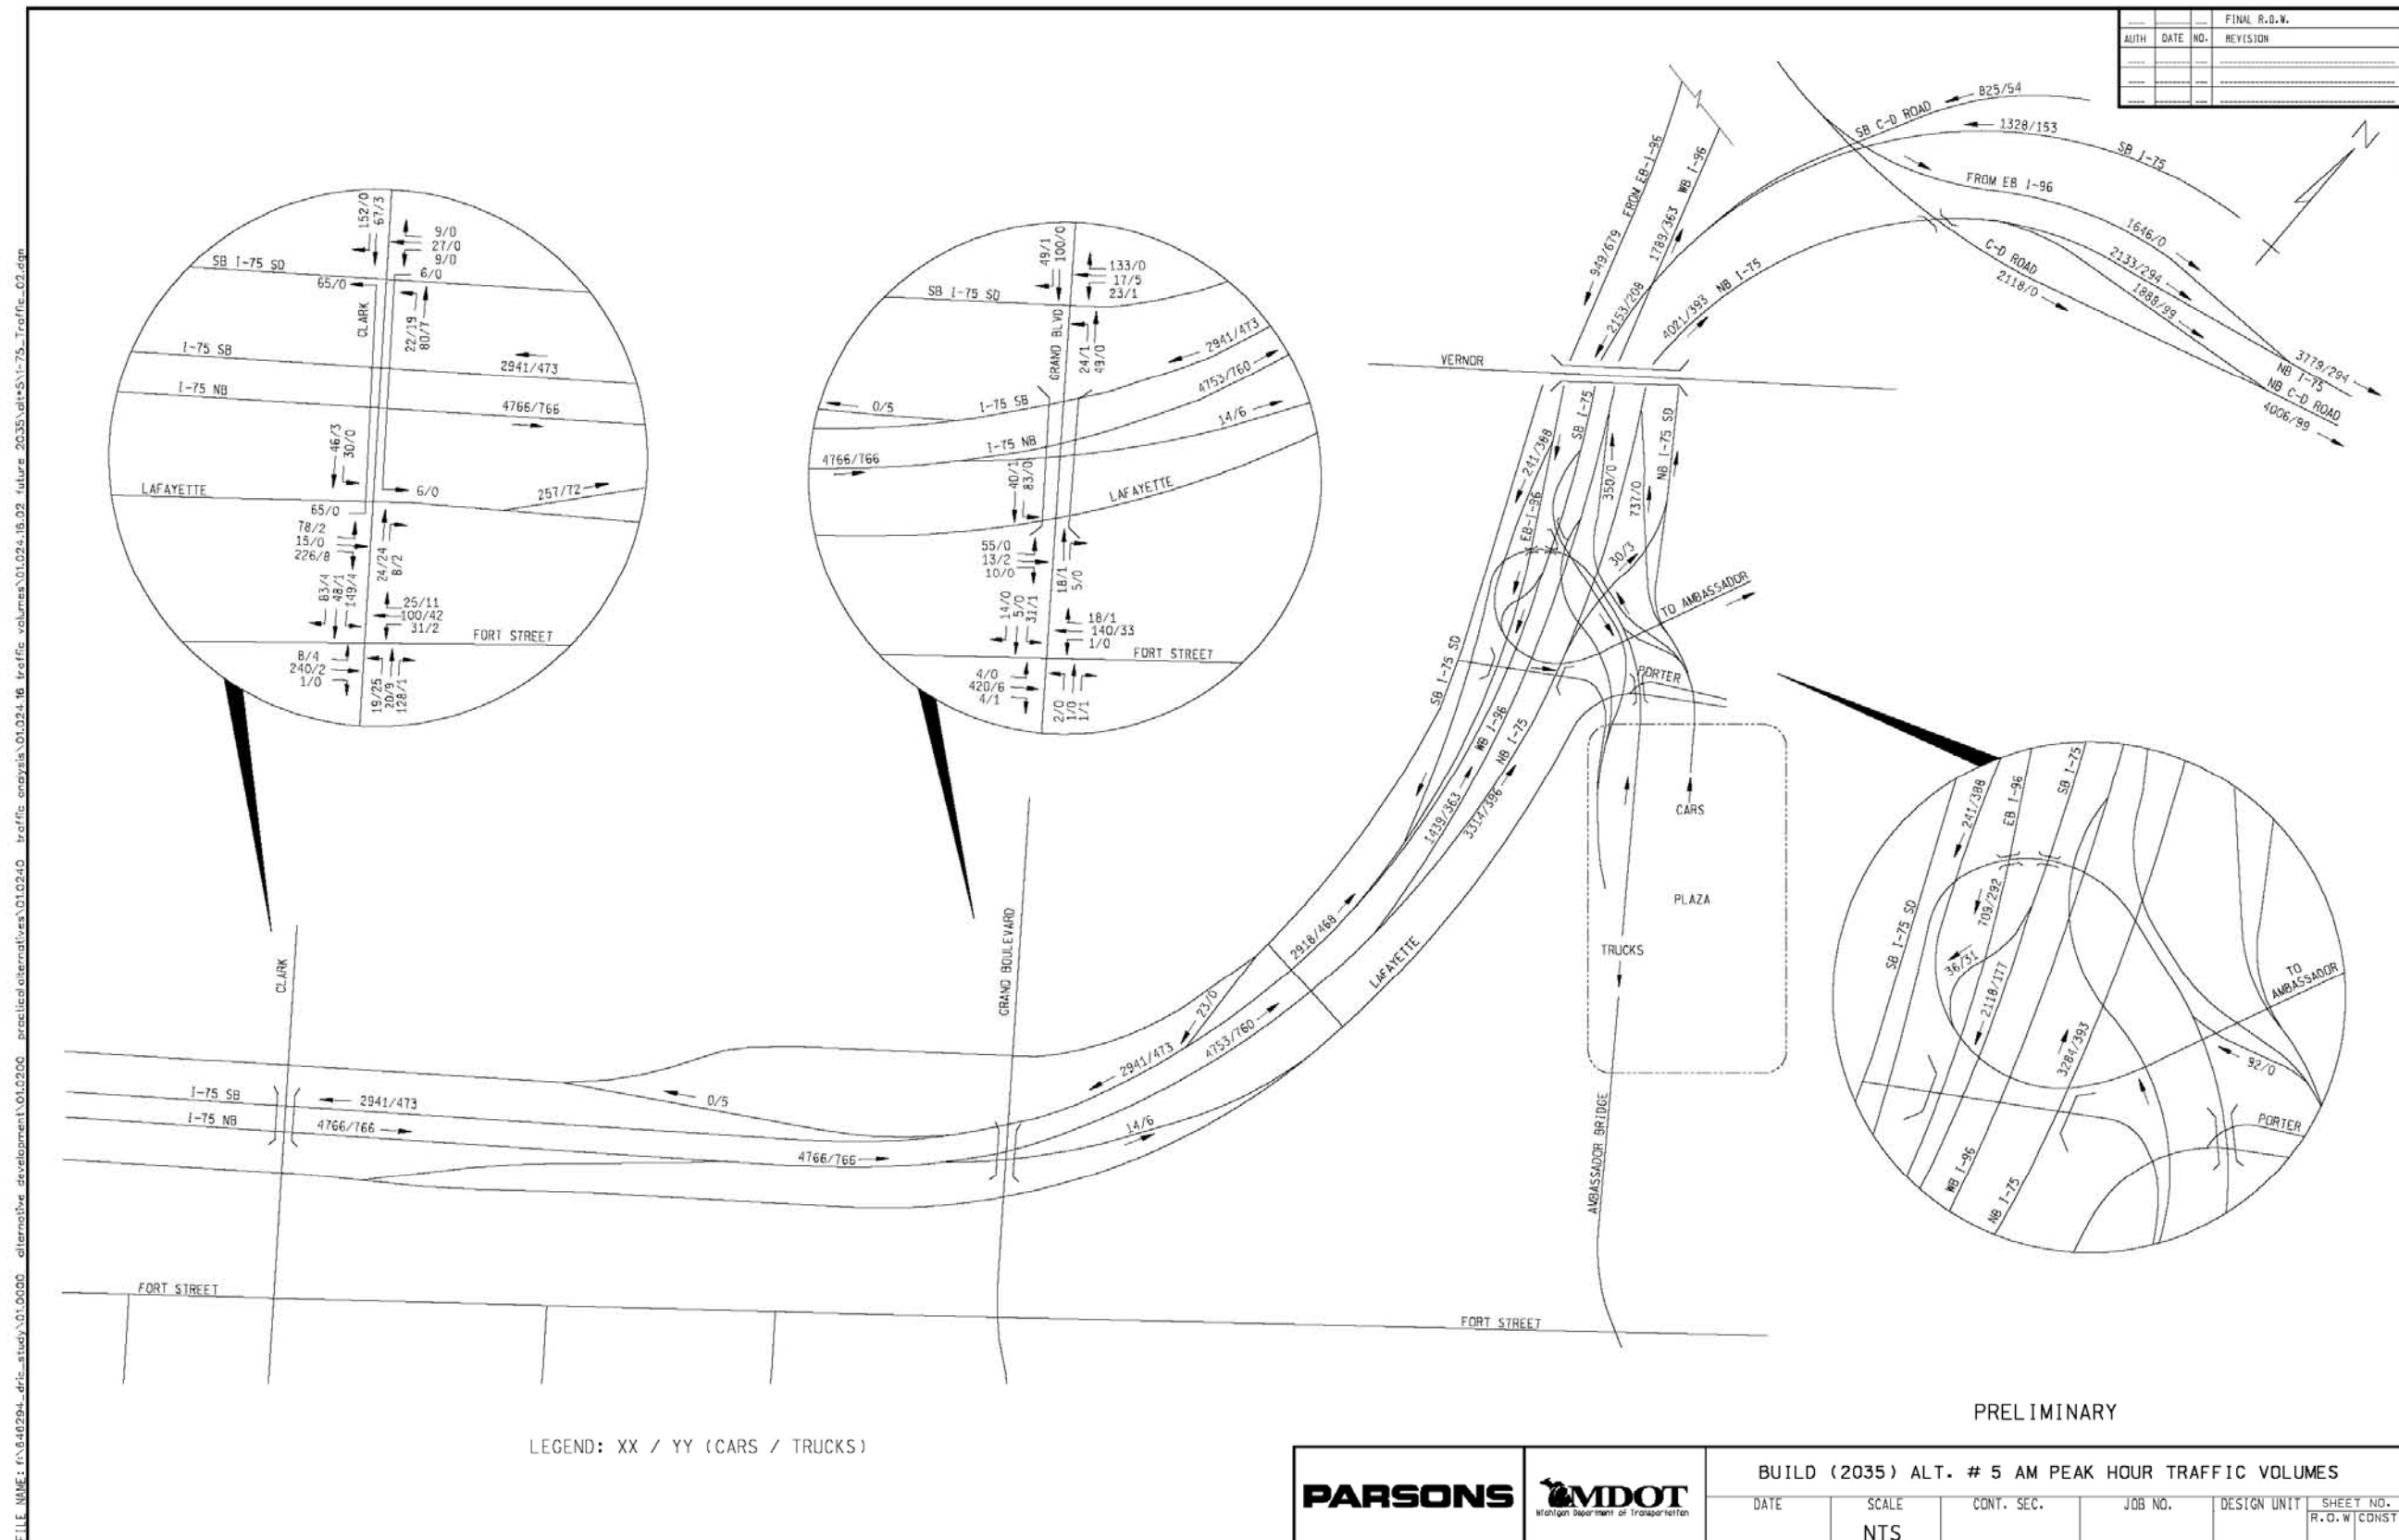 FINAL R.O.W.
AUTH DATE NO. REVISION
825/54
SB C-D ROAD
1328/153
SB I-75
FROM EB I-96
1646/0
2133/294
C-D ROAD
2118/0
1888/99
3779/294
NB I-75
NB C-D ROAD
4006/99
949/679 FROM EB-I-96
1789/363 WB I-96
2153/208
4021/393 NB I-75
VERNOR
152/0
67/3
9/0
27/0
9/0
SB I-75 SD
6/0
65/0
CLARK
22/19
80/7
I-75 SB
2941/473
I-75 NB
4766/766
46/3
30/0
LAFAYETTE
6/0
257/72
65/0
78/2
15/0
226/8
24/24
8/2
83/4
48/1
149/4
25/11
100/42
31/2
FORT STREET
8/4
240/2
1/0
19/25
20/9
128/1
49/1
100/0
133/0
17/5
23/1
SB I-75 SD
GRAND BLVD
24/1
49/0
2941/473
4753/760
0/5
I-75 SB
14/6
I-75 NB
4766/766
40/1
83/0
LAFAYETTE
55/0
13/2
10/0
18/1
5/0
14/0
5/0
31/1
18/1
140/33
1/0
FORT STREET
4/0
420/6
4/1
2/0
1/0
1/1
241/388
SB I-75
EB-I-96
350/0
737/0
NB I-75 SD
30/3
TO AMBASSADOR
SB I-75 SD
PORTER
WB I-96
NB I-75
1439/363
3314/396
CARS
PLAZA
TRUCKS
AMBASSADOR BRIDGE
241/388
EB I-96
SB I-75
709/292
SB I-75 SD
36/31
2118/177
3284/393
TO
AMBASSADOR
92/0
PORTER
WB I-96
NB I-75
CLARK
GRAND BOULEVARD
2918/468
LAFAYETTE
23/0
4753/760
2941/473
I-75 SB
2941/473
0/5
I-75 NB
4766/766
4766/766
14/6
FORT STREET
FORT STREET
PRELIMINARY
LEGEND: XX / YY (CARS / TRUCKS)
PARSONS
MDOT
Michigan Department of Transportation
BUILD (2035) ALT. # 5 AM PEAK HOUR TRAFFIC VOLUMES
DATE SCALE CONT. SEC. JOB NO. DESIGN UNIT SHEET NO.
R.O.W CONST
NTS